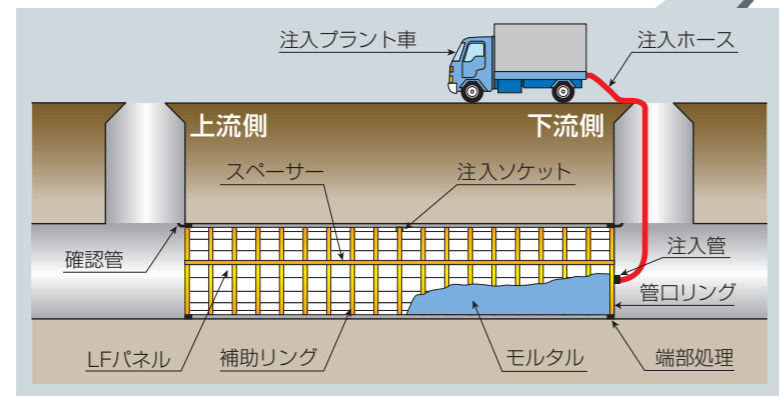 注入プラント車
注入ホース
上流側
下流側
スペーサー
注入ソケット
確認管
注入管
管口リング
LFパネル
補助リング
モルタル
端部処理